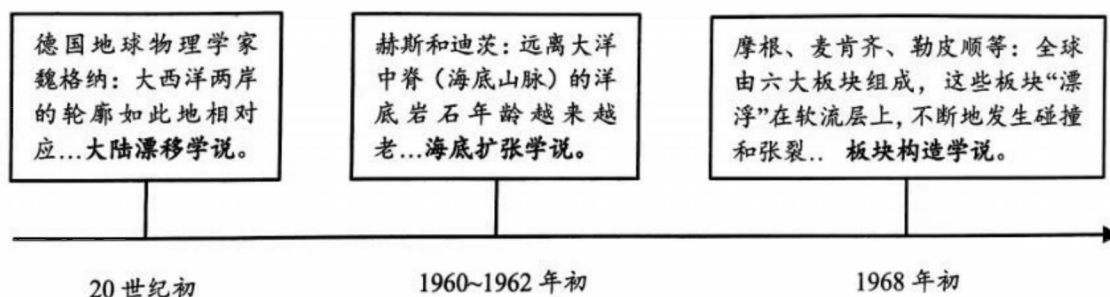 德国地球物理学家
魏格纳：大西洋两岸
的轮廓如此地相对
应...大陆漂移学说。
赫斯和迪茨：远离大洋
中脊（海底山脉）的洋
底岩石年龄越来越
老...海底扩张学说。
摩根、麦肯齐、勒皮顺等：全球
由六大板块组成，这些板块“漂
浮”在软流层上，不断地发生碰撞
和张裂.. 板块构造学说。
20 世纪初
1960~1962 年初
1968 年初